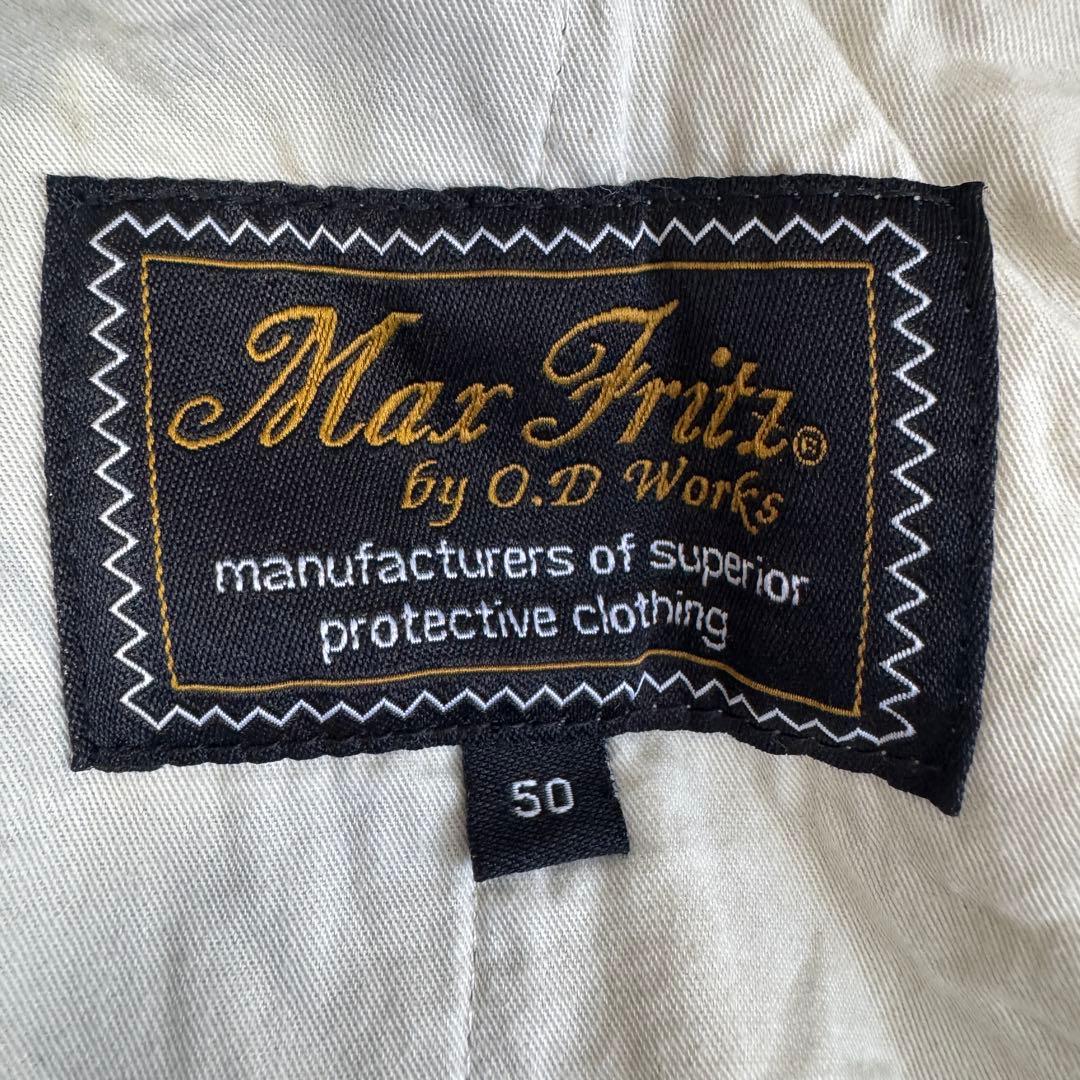 Max Fritz®
by O.D Works
manufacturers of superior
protective clothing
50